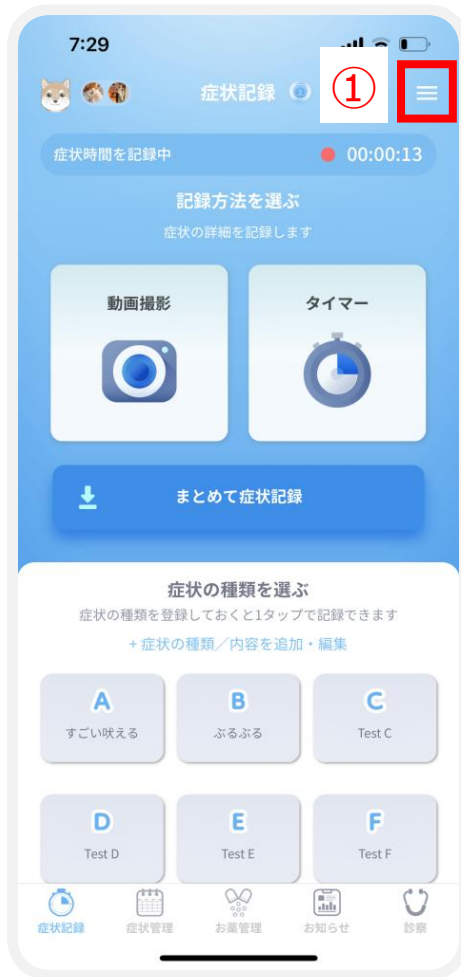 7:29
症状記録
①
症状時間を記録中 00:00:13
記録方法を選ぶ
症状の詳細を記録します
動画撮影 タイマー
まとめて症状記録
症状の種類を選ぶ
症状の種類を登録しておくと1タップで記録できます
+ 症状の種類／内容を追加・編集
A B C
すごい吠える ぶるぶる Test C
D E F
Test D Test E Test F
症状記録 症状管理 お薬管理 お知らせ 診察